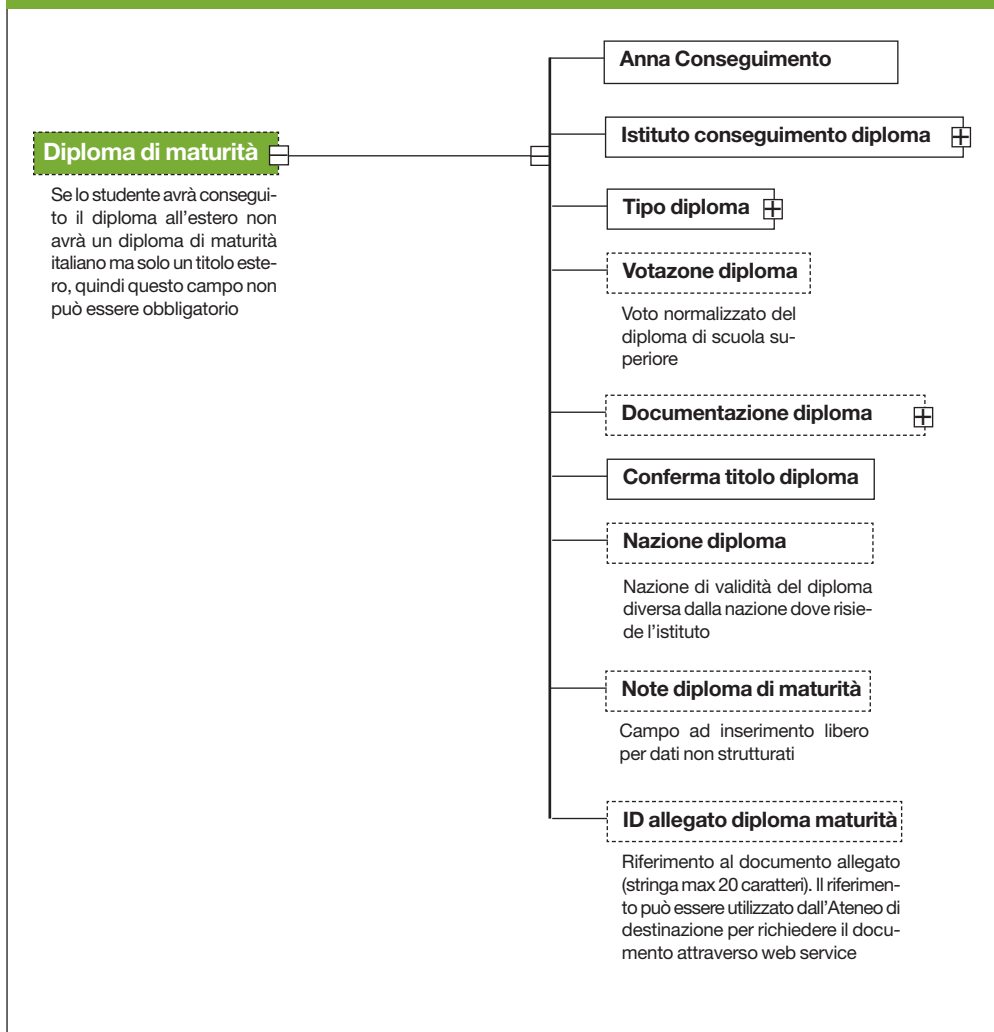 Diploma di maturità
Se lo studente avrà consegui-
to il diploma all'estero non
avrà un diploma di maturità
italiano ma solo un titolo este-
ro, quindi questo campo non
può essere obbligatorio
Anna Conseguimento
Istituto conseguimento diploma
Tipo diploma
Votazone diploma
Voto normalizzato del
diploma di scuola su-
periore
Documentazione diploma
Conferma titolo diploma
Nazione diploma
Nazione di validità del diploma
diversa dalla nazione dove risie-
de l'istituto
Note diploma di maturità
Campo ad inserimento libero
per dati non strutturati
ID allegato diploma maturità
Riferimento al documento allegato
(stringa max 20 caratteri). Il riferimen-
to può essere utilizzato dall'Ateneo di
destinazione per richiedere il docu-
mento attraverso web service